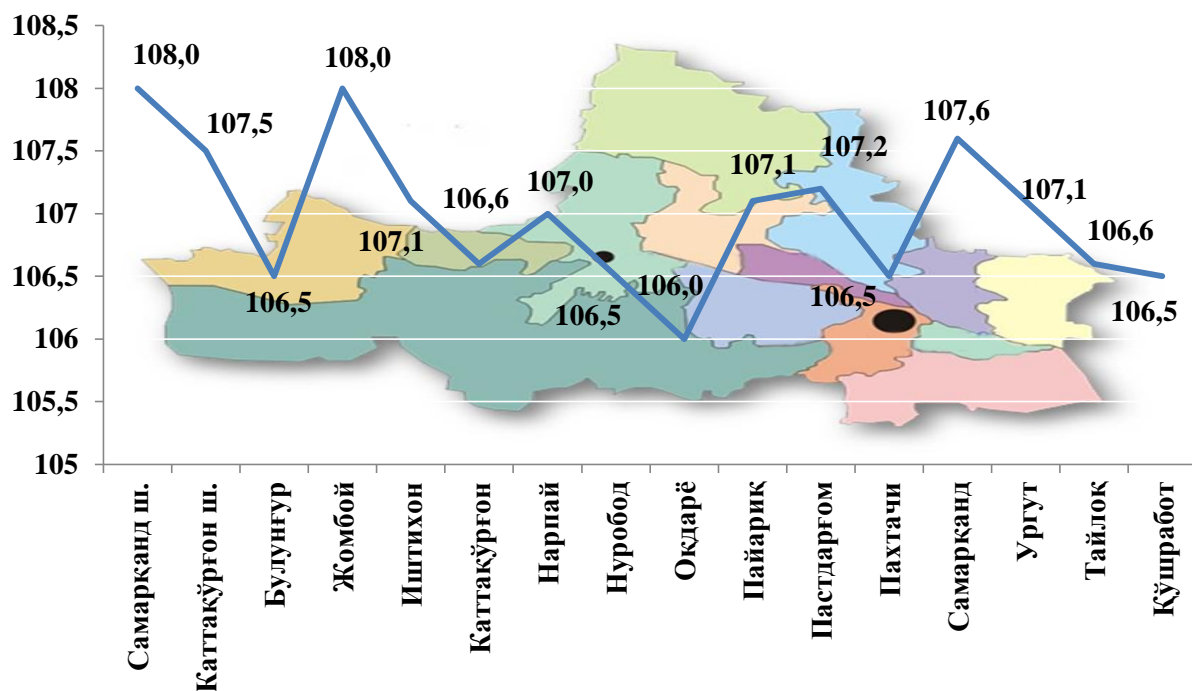 108,5
108
107,5
107
106,5
106
105,5
105
108,0
107,5
106,5
108,0
107,1
106,6
107,0
106,5
106,0
107,1
107,2
106,5
107,6
107,1
106,6
106,5
Самарқанд ш.
Каттақўрғон ш.
Булунғур
Жомбой
Иштихон
Каттақўрғон
Нарпай
Нуробод
Оқдарё
Пайариқ
Пастдарғом
Пахтачи
Самарқанд
Ургут
Тайлоқ
Қўшработ